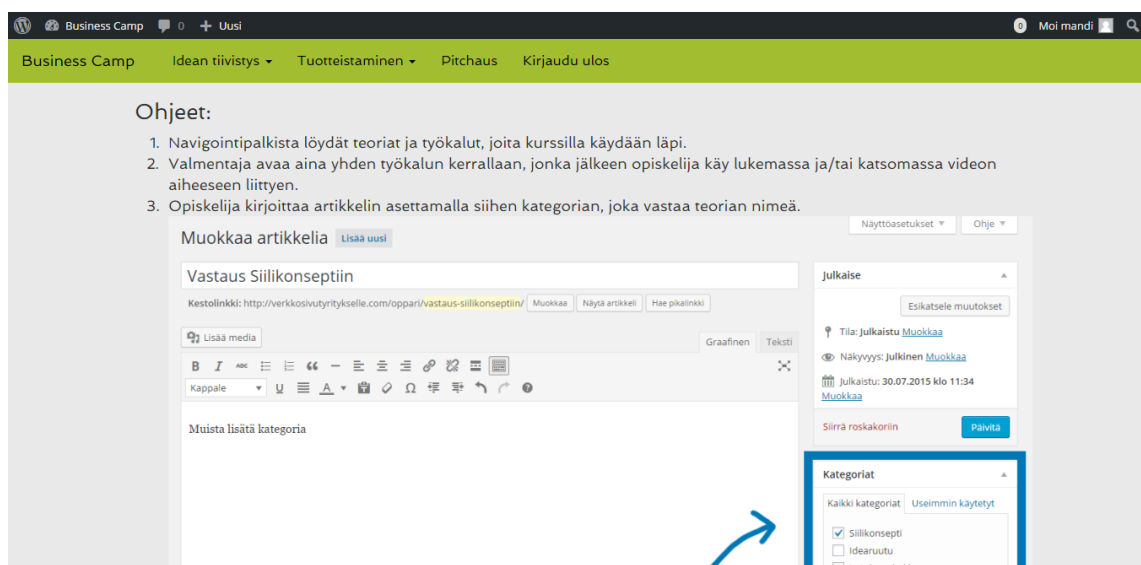 Business Camp 0 + Uusi 0 Moi mandi
Business Camp Idean tiivistys Tuotteistaminen Pitchaus Kirjaudu ulos
Ohjeet:
1. Navigointipalkista löydät teoriat ja työkalut, joita kurssilla käydään läpi.
2. Valmentaja avaa aina yhden työkalun kerrallaan, jonka jälkeen opiskelija käy lukemassa ja/tai katsomassa videon
aiheeseen liittyen.
3. Opiskelija kirjoittaa artikkelin asettamalla siihen kategorian, joka vastaa teorian nimeä.
Näyttöasetukset Ohje
Muokkaa artikkelia Lisää uusi
Vastaus Siilikonseptiin
Kestolinkki: http://verkkosivutyritykselle.com/oppari/vastaus-siilikonseptiin/ Muokkaa Näytä artikkeli Hae pikalinkki
Lisää media
Graafinen Teksti
B I ABC
Kappale U A Ω
Muista lisätä kategoria
Julkaise
Esikatsele muutokset
Tila: Julkaistu Muokkaa
Näkyvyys: Julkinen Muokkaa
Julkaistu: 30.07.2015 klo 11:34
Muokkaa
Siirrä roskakoriin Päivitä
Kategoriat
Kaikki kategoriat Useimmin käytetyt
Siilikonsepti
Idearuutu